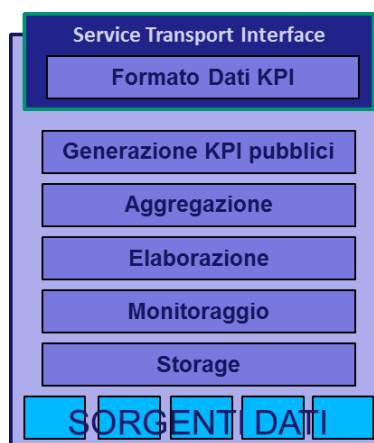 Service Transport Interface
Formato Dati KPI
Generazione KPI pubblici
Aggregazione
Elaborazione
Monitoraggio
Storage
SORGENTI DATI